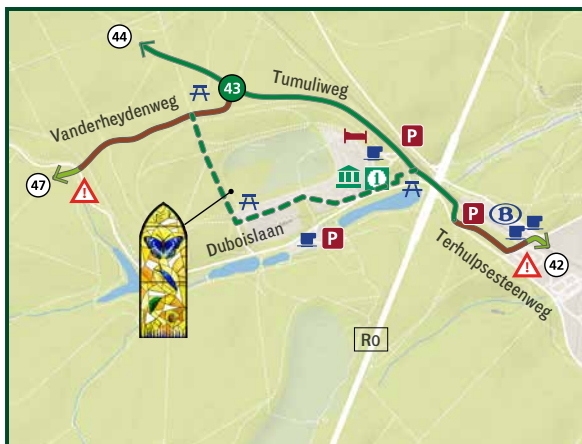 44
43
Tumuliweg
Vanderheydenweg
P
i
47
!
P
B
Duboislaan
P
Terhulpsesteenweg
!
42
R0